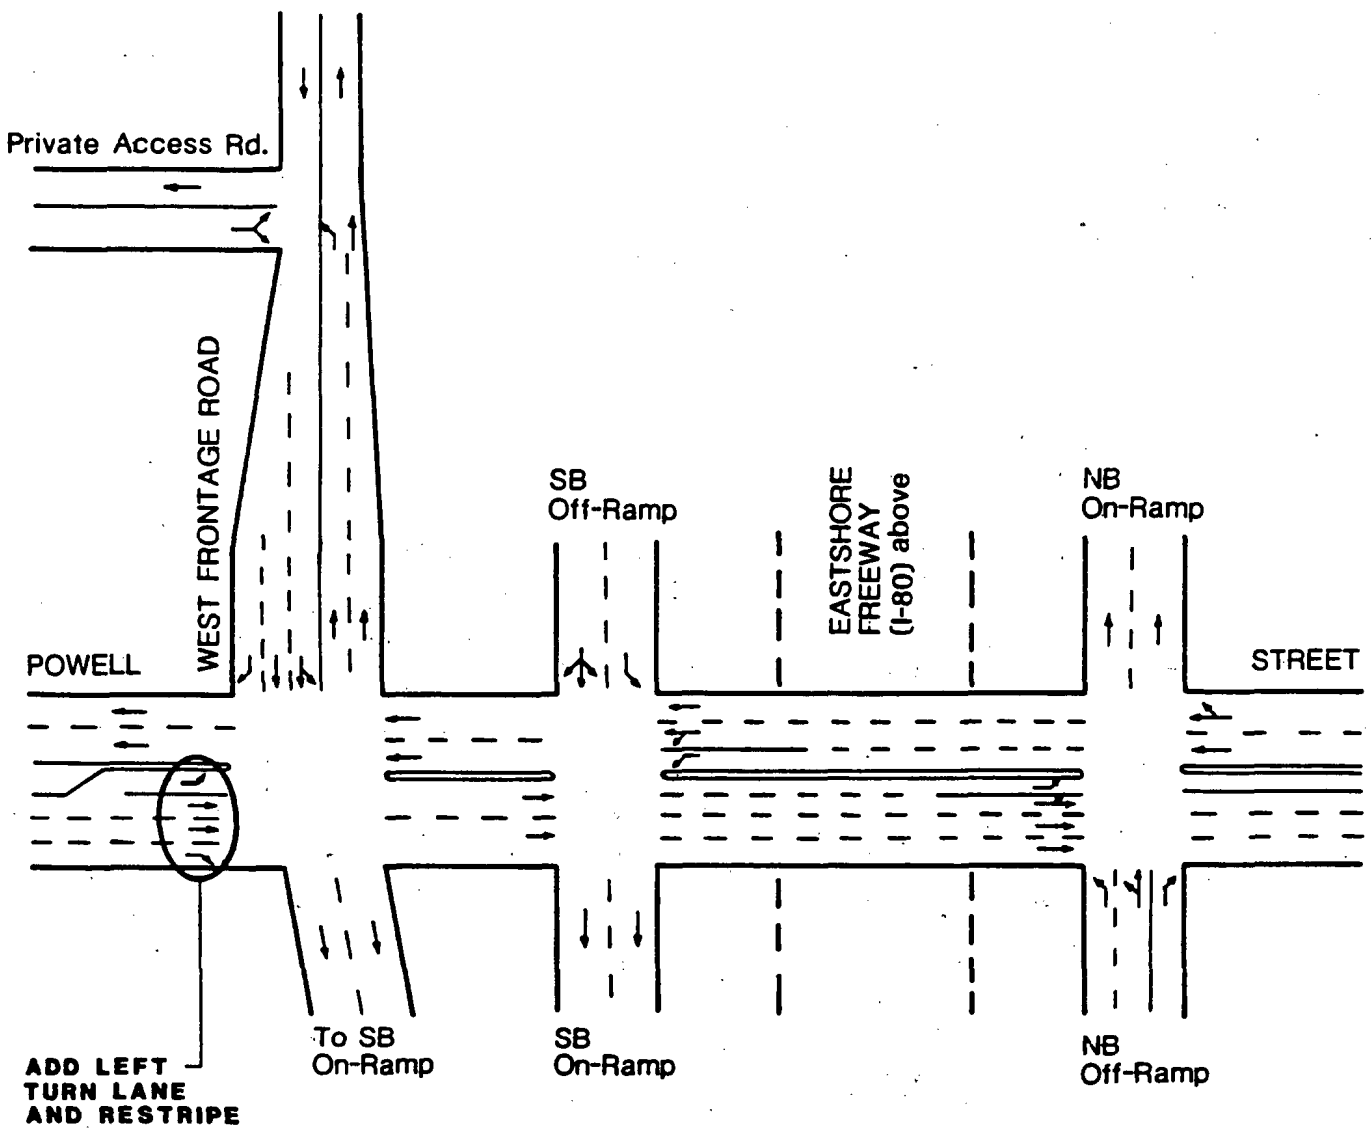 Private Access Rd.
WEST FRONTAGE ROAD
SB
Off-Ramp
EASTSHORE
FREEWAY
(I-80) above
NB
On-Ramp
POWELL
STREET
To SB
On-Ramp
SB
On-Ramp
NB
Off-Ramp
ADD LEFT
TURN LANE
AND RESTRIPE